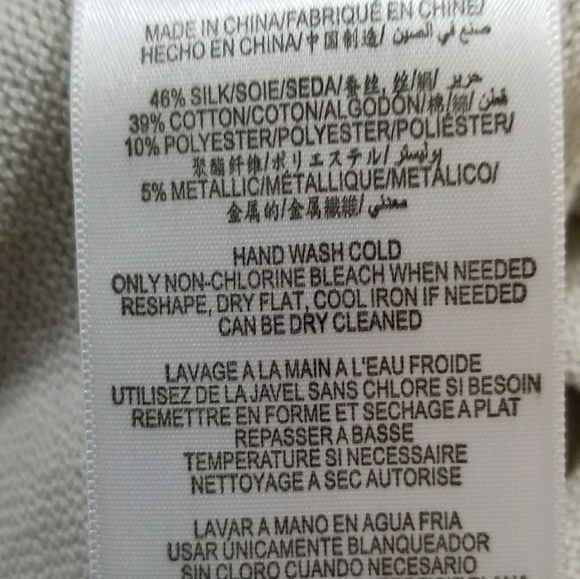 MADE IN CHINA/FABRIQUÉ EN CHINE/
HECHO EN CHINA/中国制造/ صنع في الصين
46% SILK/SOIE/SEDA/蚕丝, 丝/絹/ حرير
39% COTTON/COTON/ALGODÓN/棉/綿/ قطن
10% POLYESTER/POLYESTER/POLIÉSTER/
聚酯纤维/ポリエステル/ بوليستر
5% METALLIC/MÉTALLIQUE/METÁLICO/
金属的/金属繊維/ معدني
HAND WASH COLD
ONLY NON-CHLORINE BLEACH WHEN NEEDED
RESHAPE, DRY FLAT, COOL IRON IF NEEDED
CAN BE DRY CLEANED
LAVAGE A LA MAIN A L'EAU FROIDE
UTILISEZ DE LA JAVEL SANS CHLORE SI BESOIN
REMETTRE EN FORME ET SECHAGE A PLAT
REPASSER A BASSE
TEMPERATURE SI NECESSAIRE
NETTOYAGE A SEC AUTORISE
LAVAR A MANO EN AGUA FRIA
USAR ÚNICAMENTE BLANQUEADOR
SIN CLORO CUANDO NECESARIO